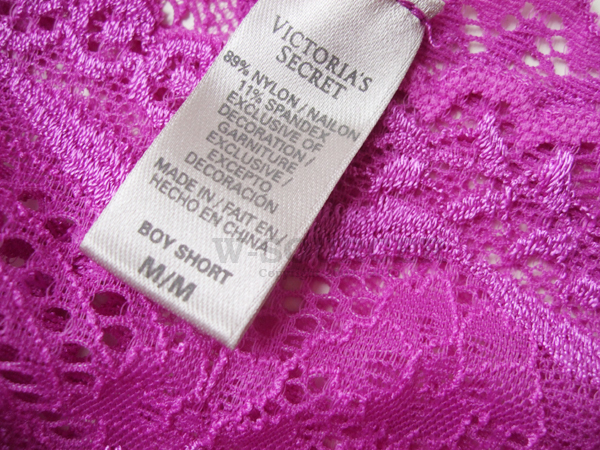 VICTORIA'S
SECRET
89% NYLON / NAILON
11% SPANDEX
EXCLUSIVE OF
DECORATION /
GARNITURE
EXCLUSIVE /
EXCEPTO
DECORACIÓN
MADE IN / FAIT EN /
HECHO EN CHINA
BOY SHORT
M/M